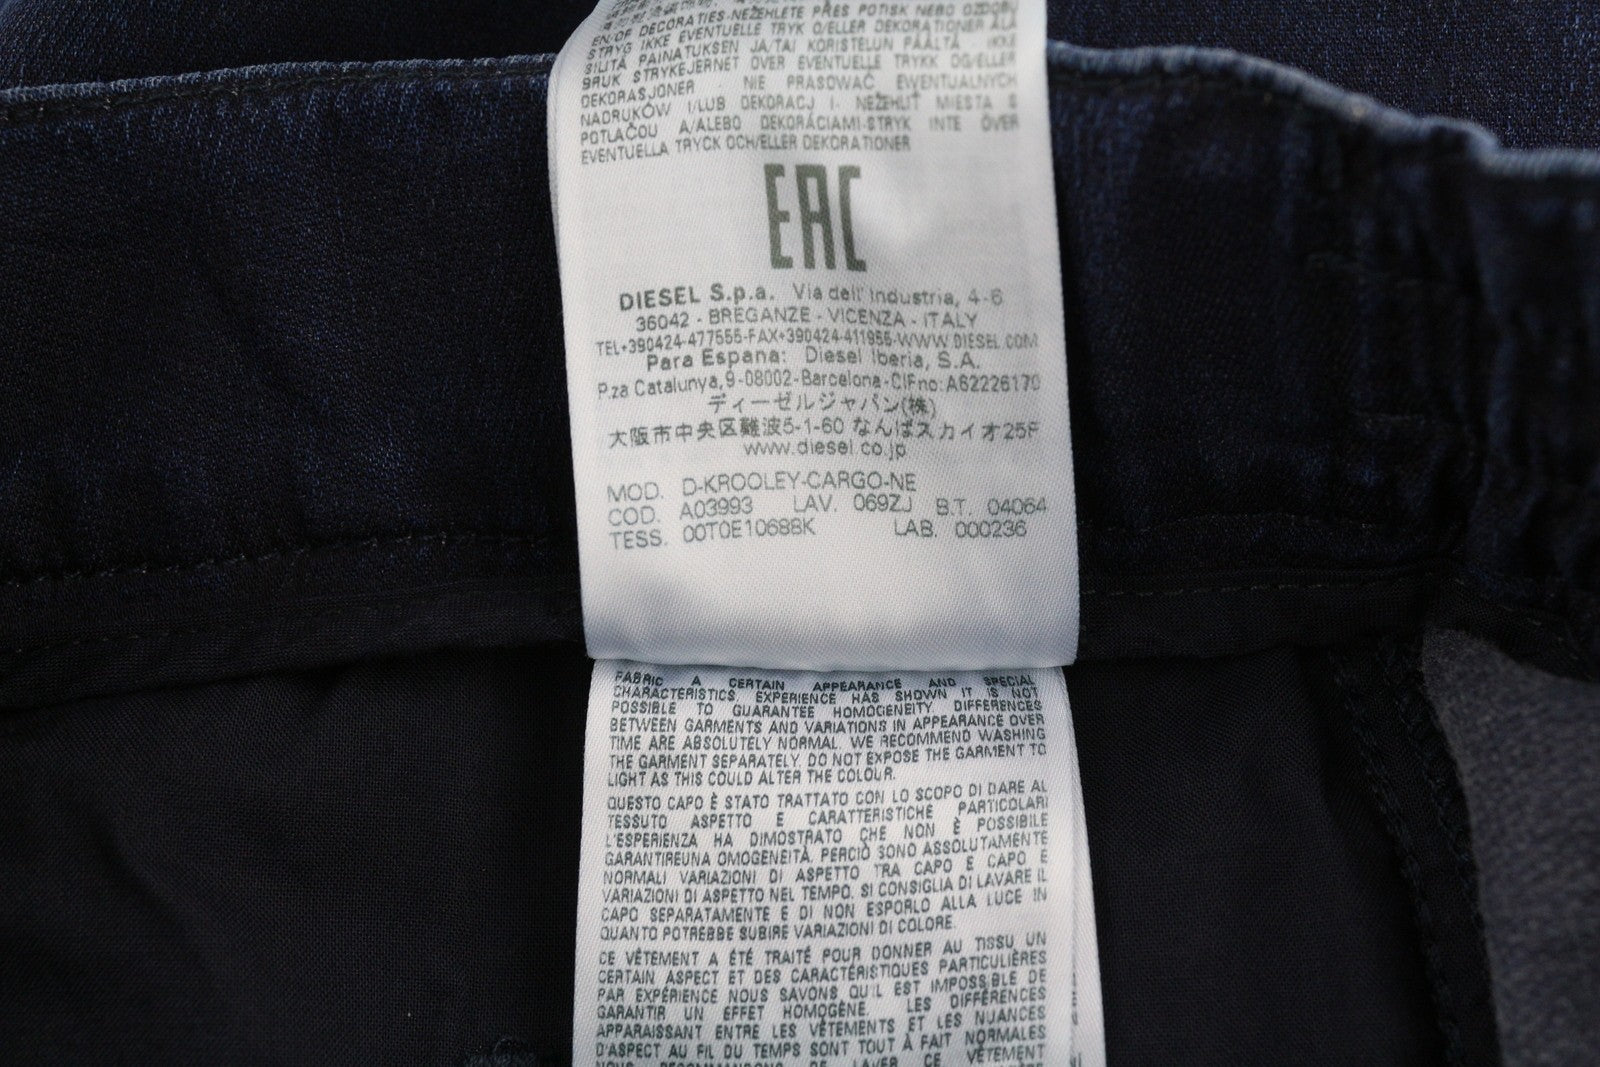 EN/OF DECORATIES-NEŽEHLETE PŘES POTISK NEBO OZDOBY
STRYG IKKE EVENTUELLE TRYK O/ELLER DEKORATIONER ÄLÄ
SILITÄ PAINATUKSEN JA/TAI KORISTELUN PÄÄLTÄ - IKKE
BRUK STRYKEJERNET OVER EVENTUELLE TRYKK OG/ELLER
DEKORASJONER - NIE PRASOWAĆ EWENTUALNYCH
NADRUKÓW I/LUB DEKORACJ I- NEŽEHLIŤ MIESTA S
POTLAČOU A/ALEBO DEKORÁCIAMI-STRYK INTE ÖVER
EVENTUELLA TRYCK OCH/ELLER DEKORATIONER
EAC
DIESEL S.p.a. Via dell' Industria, 4-6
36042 - BREGANZE - VICENZA - ITALY
TEL+390424-477555-FAX+390424-411955-WWW.DIESEL.COM
Para Espana: Diesel Iberia, S.A.
P.za Catalunya,9-08002-Barcelona-CIFno:A62226170
ディーゼルジャパン(株)
大阪市中央区難波5-1-60 なんばスカイオ25F
www.diesel.co.jp
MOD. D-KROOLEY-CARGO-NE
COD. A03993 LAV. 069ZJ B.T. 04064
TESS. 00T0E10688K LAB. 000236
FABRIC A CERTAIN APPEARANCE AND SPECIAL
CHARACTERISTICS. EXPERIENCE HAS SHOWN IT IS NOT
POSSIBLE TO GUARANTEE HOMOGENEITY. DIFFERENCES
BETWEEN GARMENTS AND VARIATIONS IN APPEARANCE OVER
TIME ARE ABSOLUTELY NORMAL. WE RECOMMEND WASHING
THE GARMENT SEPARATELY. DO NOT EXPOSE THE GARMENT TO
LIGHT AS THIS COULD ALTER THE COLOUR.
QUESTO CAPO È STATO TRATTATO CON LO SCOPO DI DARE AL
TESSUTO ASPETTO E CARATTERISTICHE PARTICOLARI
L'ESPERIENZA HA DIMOSTRATO CHE NON È POSSIBILE
GARANTIREUNA OMOGENEITÀ. PERCIÒ SONO ASSOLUTAMENTE
NORMALI VARIAZIONI DI ASPETTO TRA CAPO E CAPO E
VARIAZIONI DI ASPETTO NEL TEMPO. SI CONSIGLIA DI LAVARE IL
CAPO SEPARATAMENTE E DI NON ESPORLO ALLA LUCE IN
QUANTO POTREBBE SUBIRE VARIAZIONI DI COLORE.
CE VÊTEMENT A ÉTÉ TRAITÉ POUR DONNER AU TISSU UN
CERTAIN ASPECT ET DES CARACTÉRISTIQUES PARTICULIÈRES
PAR EXPÉRIENCE NOUS SAVONS QU'IL EST IMPOSSIBLE DE
GARANTIR UN EFFET HOMOGÈNE. LES DIFFÉRENCES
APPARAISSANT ENTRE LES VÊTEMENTS ET LES NUANCES
D'ASPECT AU FIL DU TEMPS SONT TOUT À FAIT NORMALES
NOUS RECOMMANDONS DE LAVER CE VÊTEMENT